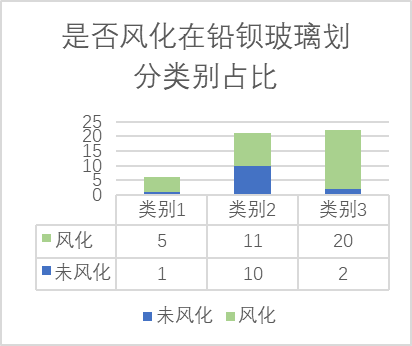 是否风化在铅钡玻璃划
分类别占比
25
20
15
10
5
0
类别1 类别2 类别3
风化 5 11 20
未风化 1 10 2
未风化 风化